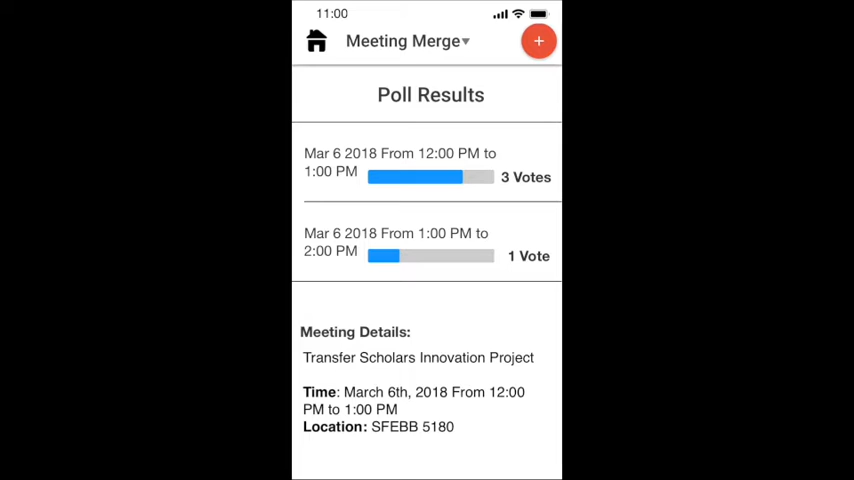 11:00
Meeting Merge
+
Poll Results
Mar 6 2018 From 12:00 PM to
1:00 PM
3 Votes
Mar 6 2018 From 1:00 PM to
2:00 PM
1 Vote
Meeting Details:
Transfer Scholars Innovation Project
Time: March 6th, 2018 From 12:00
PM to 1:00 PM
Location: SFEBB 5180